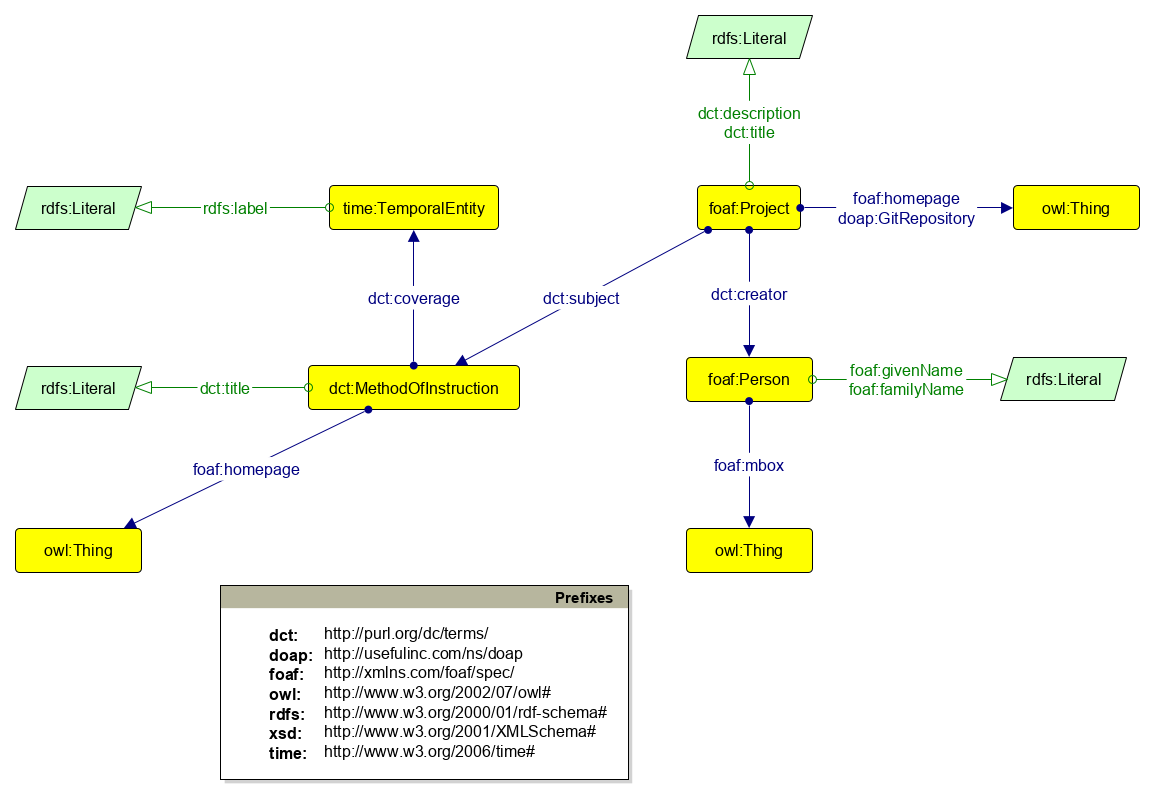 rdfs:Literal
dct:description
dct:title
rdfs:Literal
rdfs:label
time:TemporalEntity
foaf:Project
foaf:homepage
doap:GitRepository
owl:Thing
dct:coverage
dct:subject
dct:creator
rdfs:Literal
dct:title
dct:MethodOfInstruction
foaf:Person
foaf:givenName
foaf:familyName
rdfs:Literal
foaf:homepage
foaf:mbox
owl:Thing
owl:Thing
Prefixes
dct: http://purl.org/dc/terms/
doap: http://usefulinc.com/ns/doap
foaf: http://xmlns.com/foaf/spec/
owl: http://www.w3.org/2002/07/owl#
rdfs: http://www.w3.org/2000/01/rdf-schema#
xsd: http://www.w3.org/2001/XMLSchema#
time: http://www.w3.org/2006/time#